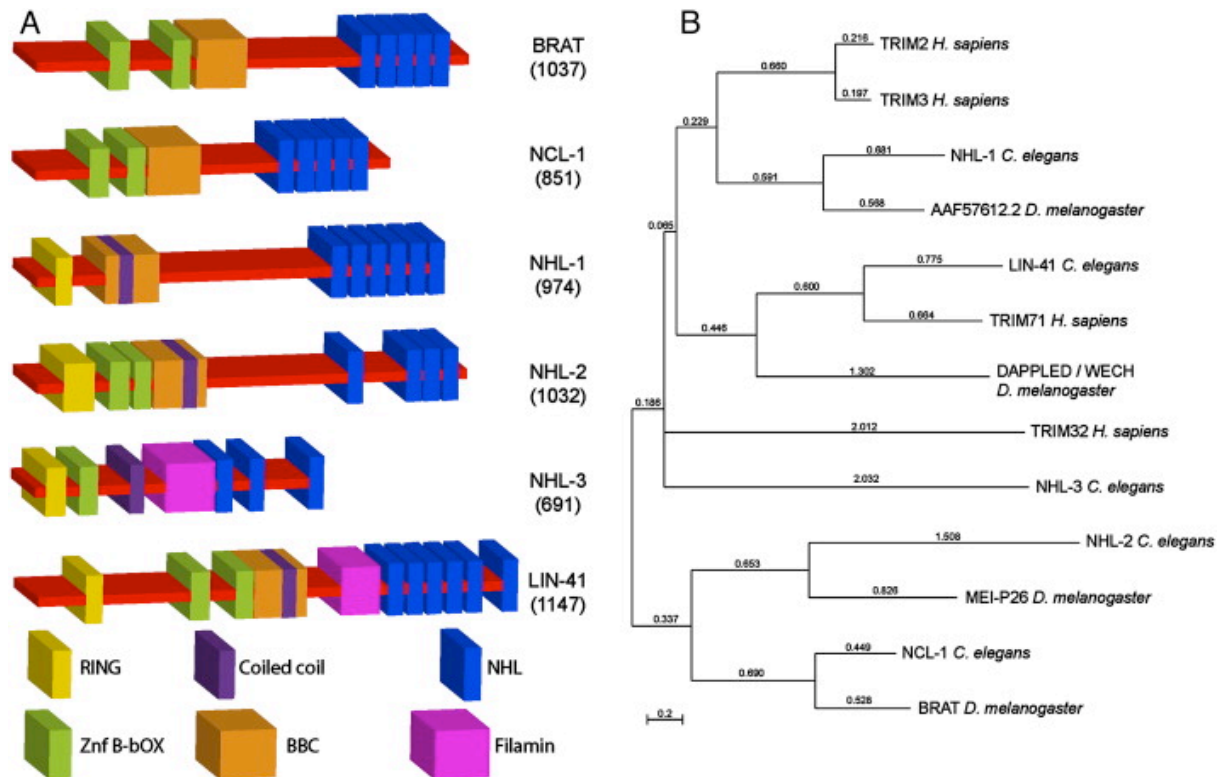 A
BRAT
(1037)
NCL-1
(851)
NHL-1
(974)
NHL-2
(1032)
NHL-3
(691)
LIN-41
(1147)
RING
Coiled coil
NHL
Znf B-bOX
BBC
Filamin
B
0.216
TRIM2 H. sapiens
0.660
0.197
TRIM3 H. sapiens
0.229
0.681
NHL-1 C. elegans
0.591
0.568
AAF57612.2 D. melanogaster
0.065
0.775
LIN-41 C. elegans
0.600
0.664
TRIM71 H. sapiens
0.446
1.302
DAPPLED / WECH
D. melanogaster
0.186
2.012
TRIM32 H. sapiens
2.032
NHL-3 C. elegans
1.508
NHL-2 C. elegans
0.653
0.826
MEI-P26 D. melanogaster
0.337
0.449
NCL-1 C. elegans
0.690
0.528
BRAT D. melanogaster
0.2